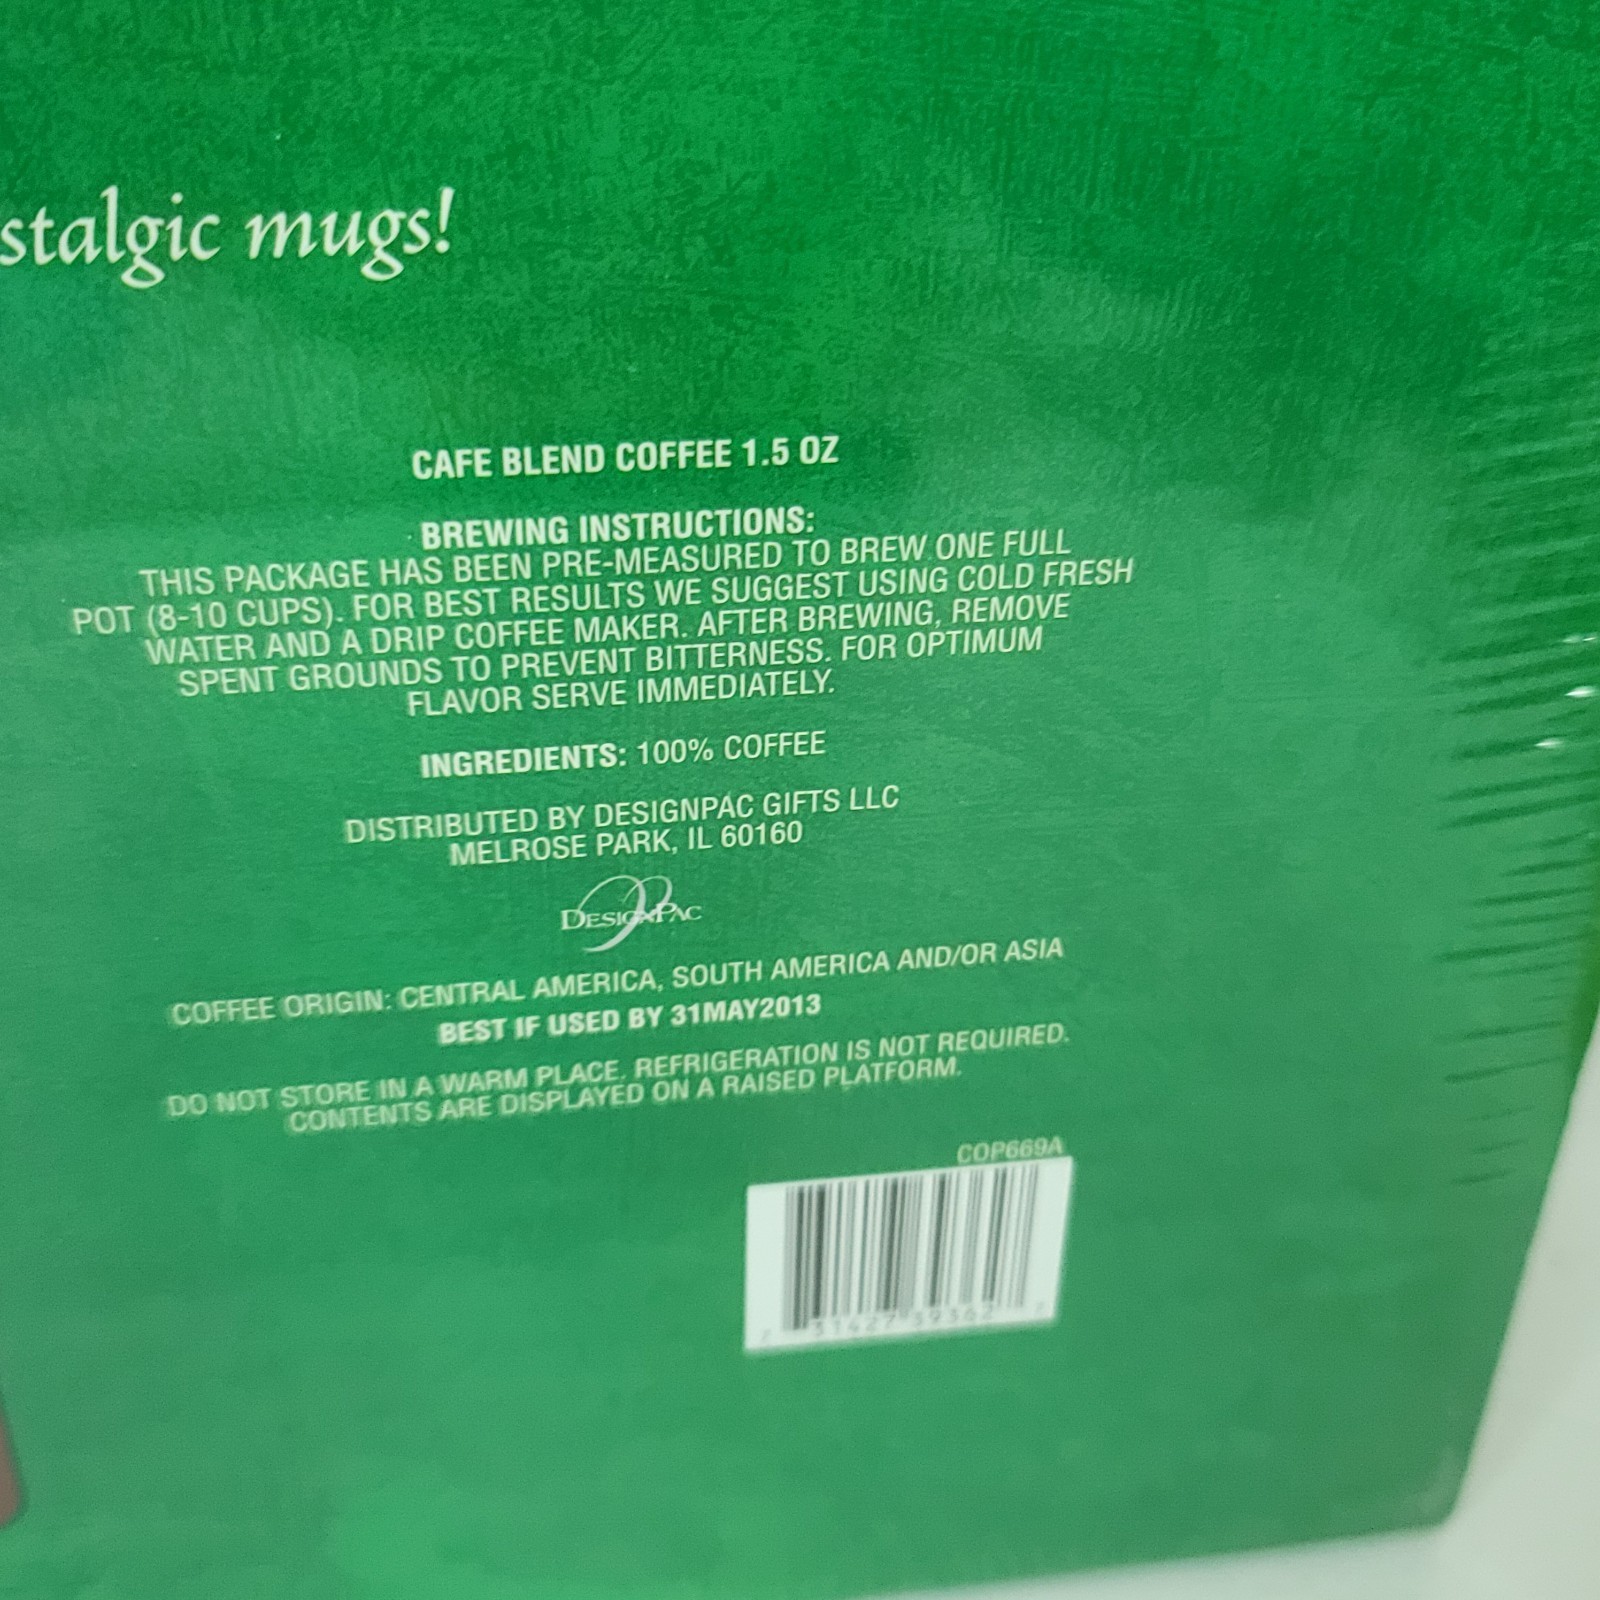 stalgic mugs!
CAFE BLEND COFFEE 1.5 OZ
BREWING INSTRUCTIONS:
THIS PACKAGE HAS BEEN PRE-MEASURED TO BREW ONE FULL
POT (8-10 CUPS). FOR BEST RESULTS WE SUGGEST USING COLD FRESH
WATER AND A DRIP COFFEE MAKER. AFTER BREWING, REMOVE
SPENT GROUNDS TO PREVENT BITTERNESS. FOR OPTIMUM
FLAVOR SERVE IMMEDIATELY.
INGREDIENTS: 100% COFFEE
DISTRIBUTED BY DESIGNPAC GIFTS LLC
MELROSE PARK, IL 60160
DESIGNPAC
COFFEE ORIGIN: CENTRAL AMERICA, SOUTH AMERICA AND/OR ASIA
BEST IF USED BY 31MAY2013
DO NOT STORE IN A WARM PLACE. REFRIGERATION IS NOT REQUIRED.
CONTENTS ARE DISPLAYED ON A RAISED PLATFORM.
COP669A